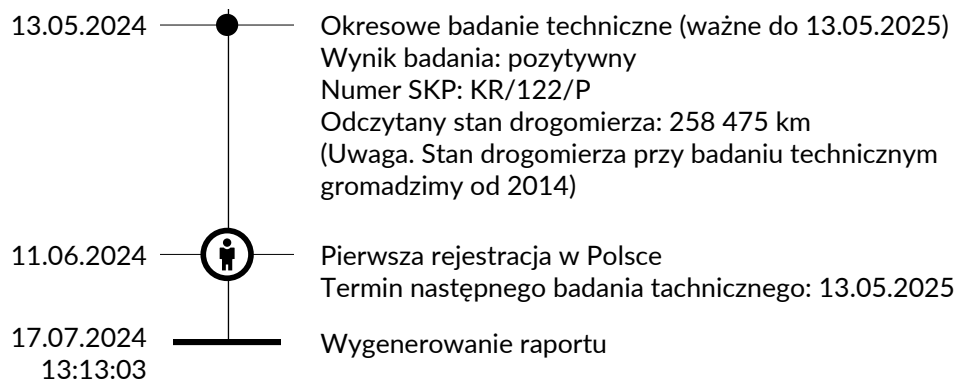 13.05.2024
Okresowe badanie techniczne (ważne do 13.05.2025)
Wynik badania: pozytywny
Numer SKP: KR/122/P
Odczytany stan drogomierza: 258 475 km
(Uwaga. Stan drogomierza przy badaniu technicznym
gromadzimy od 2014)
11.06.2024
Pierwsza rejestracja w Polsce
Termin następnego badania tachnicznego: 13.05.2025
17.07.2024
13:13:03
Wygenerowanie raportu